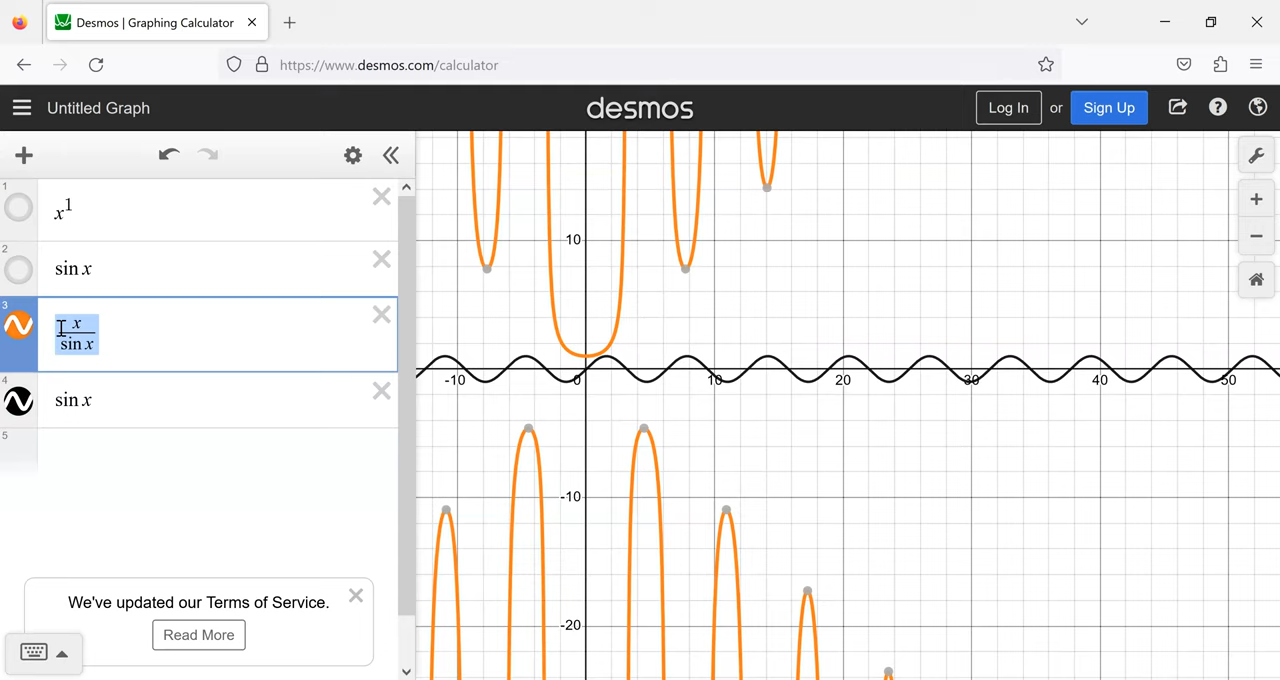 Desmos | Graphing Calculator
https://www.desmos.com/calculator
Untitled Graph
desmos
Log In or Sign Up
1
x^1
2
sin x
3
x
sin x
4
sin x
5
We've updated our Terms of Service.
Read More
10
-10 0 10 20 30 40 50
-10
-20